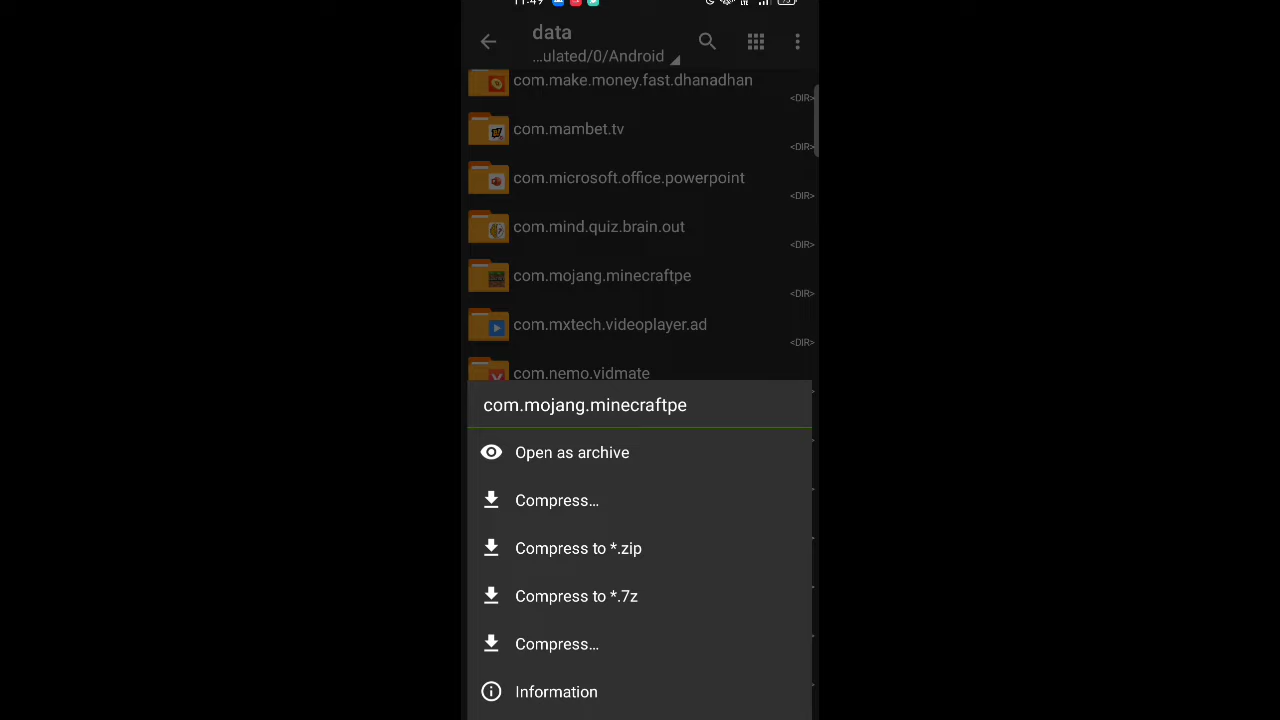 11:49
data
...ulated/0/Android
com.make.money.fast.dhanadhan
<DIR>
com.mambet.tv
<DIR>
com.microsoft.office.powerpoint
<DIR>
com.mind.quiz.brain.out
<DIR>
com.mojang.minecraftpe
<DIR>
com.mxtech.videoplayer.ad
<DIR>
com.nemo.vidmate
com.mojang.minecraftpe
Open as archive
Compress...
Compress to *.zip
Compress to *.7z
Compress...
Information